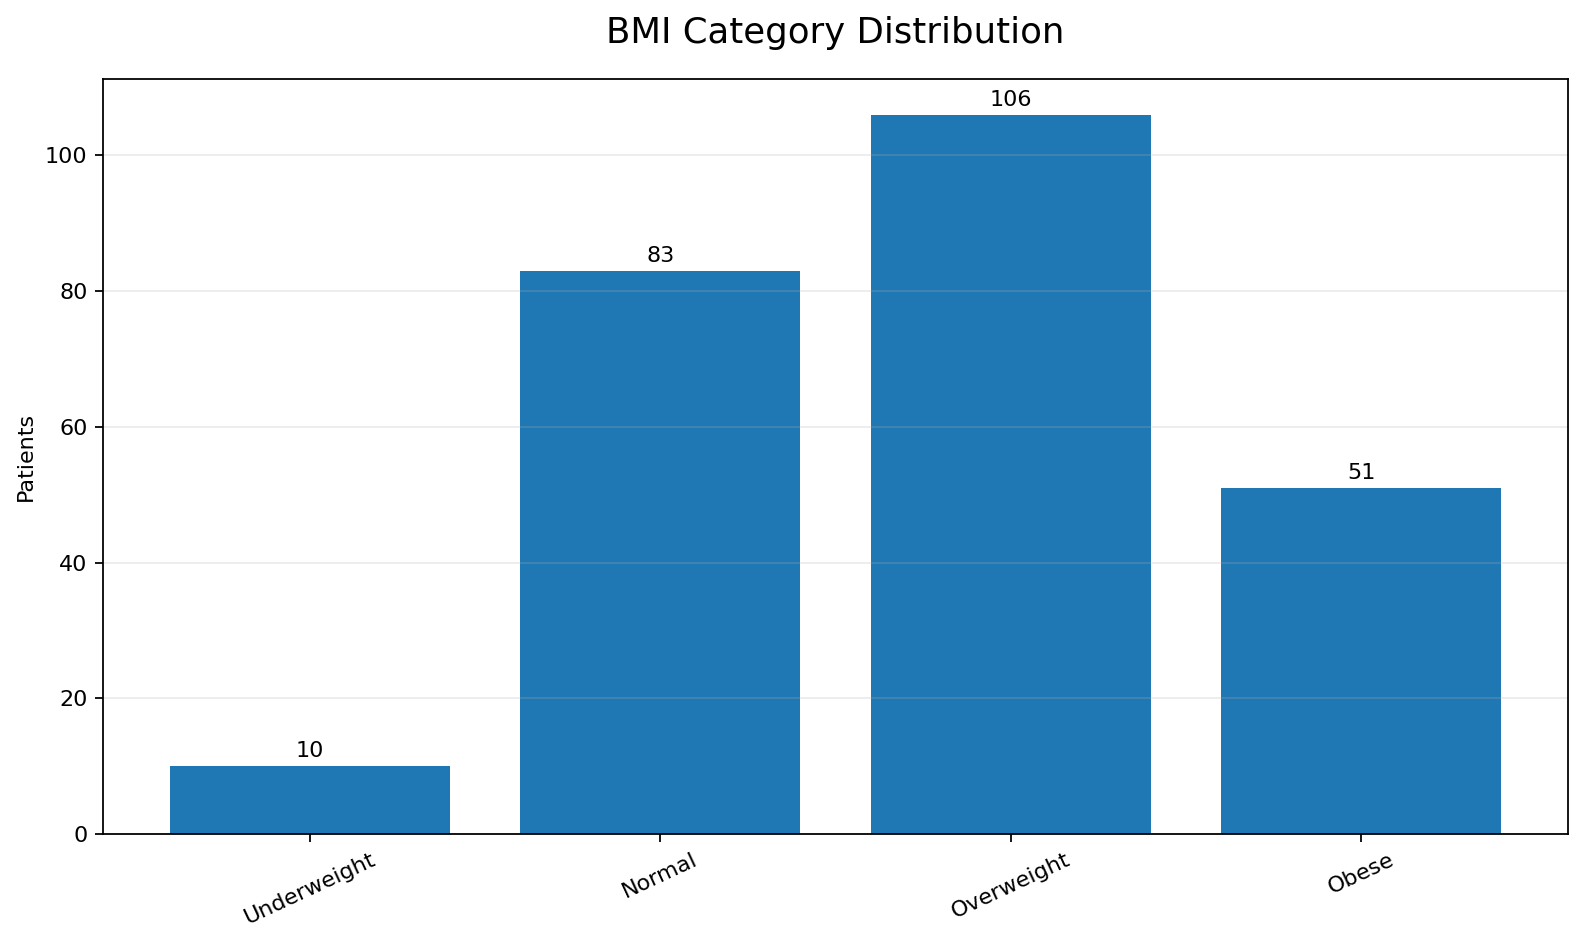 BMI Category Distribution
106
100
83
80
60
Patients
51
40
20
10
0
Underweight
Normal
Overweight
Obese